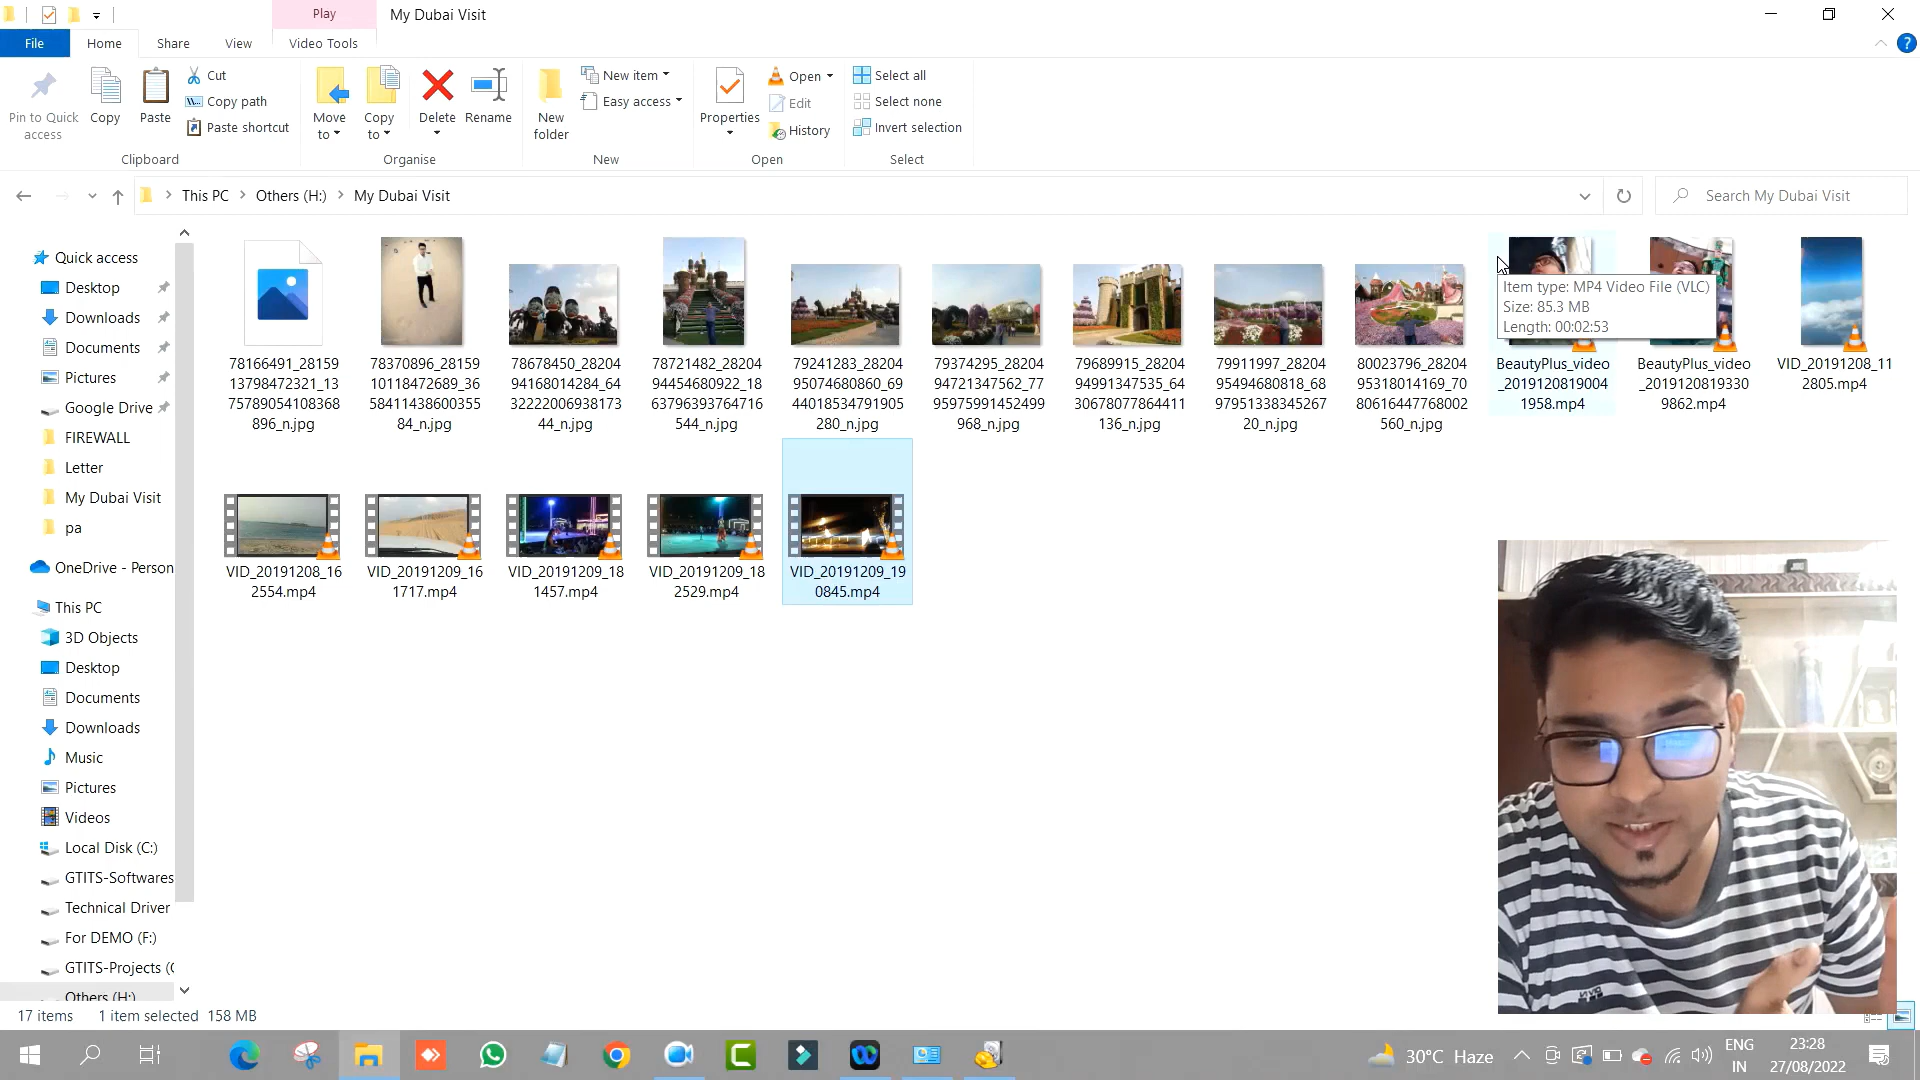 Play
My Dubai Visit
File
Home
Share
View
Video Tools
Pin to Quick
access
Copy
Paste
Cut
Copy path
Paste shortcut
Clipboard
Move
to
Copy
to
Delete
Rename
Organise
New
folder
New item
Easy access
New
Properties
Open
Edit
History
Open
Select all
Select none
Invert selection
Select
This PC
Others (H:)
My Dubai Visit
Search My Dubai Visit
Quick access
Desktop
Downloads
Documents
Pictures
Google Drive
FIREWALL
Letter
My Dubai Visit
pa
OneDrive - Person
This PC
3D Objects
Desktop
Documents
Downloads
Music
Pictures
Videos
Local Disk (C:)
GTITS-Softwares
Technical Driver
For DEMO (F:)
GTITS-Projects (
Others (H:)
78166491_28159
13798472321_13
75789054108368
896_n.jpg
78370896_28159
10118472689_36
58411438600355
84_n.jpg
78678450_28204
94168014284_64
32222006938173
44_n.jpg
78721482_28204
94454680922_18
63796393764716
544_n.jpg
79241283_28204
95074680860_69
44018534791905
280_n.jpg
79374295_28204
94721347562_77
95975991452499
968_n.jpg
79689915_28204
94991347535_64
30678077864411
136_n.jpg
79911997_28204
95494680818_68
97951338345267
20_n.jpg
80023796_28204
95318014169_70
80616447768002
560_n.jpg
Item type: MP4 Video File (VLC)
Size: 85.3 MB
Length: 00:02:53
BeautyPlus_video
_2019120819004
1958.mp4
BeautyPlus_video
_2019120819330
9862.mp4
VID_20191208_11
2805.mp4
VID_20191208_16
2554.mp4
VID_20191209_16
1717.mp4
VID_20191209_18
1457.mp4
VID_20191209_18
2529.mp4
VID_20191209_19
0845.mp4
17 items
1 item selected
158 MB
30°C Haze
ENG
IN
23:28
27/08/2022